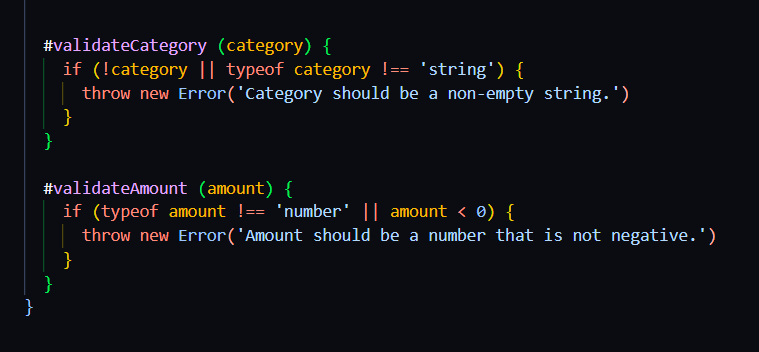 #validateCategory (category) {
if (!category || typeof category !== 'string') {
throw new Error('Category should be a non-empty string.')
}
}
#validateAmount (amount) {
if (typeof amount !== 'number' || amount < 0) {
throw new Error('Amount should be a number that is not negative.')
}
}
}